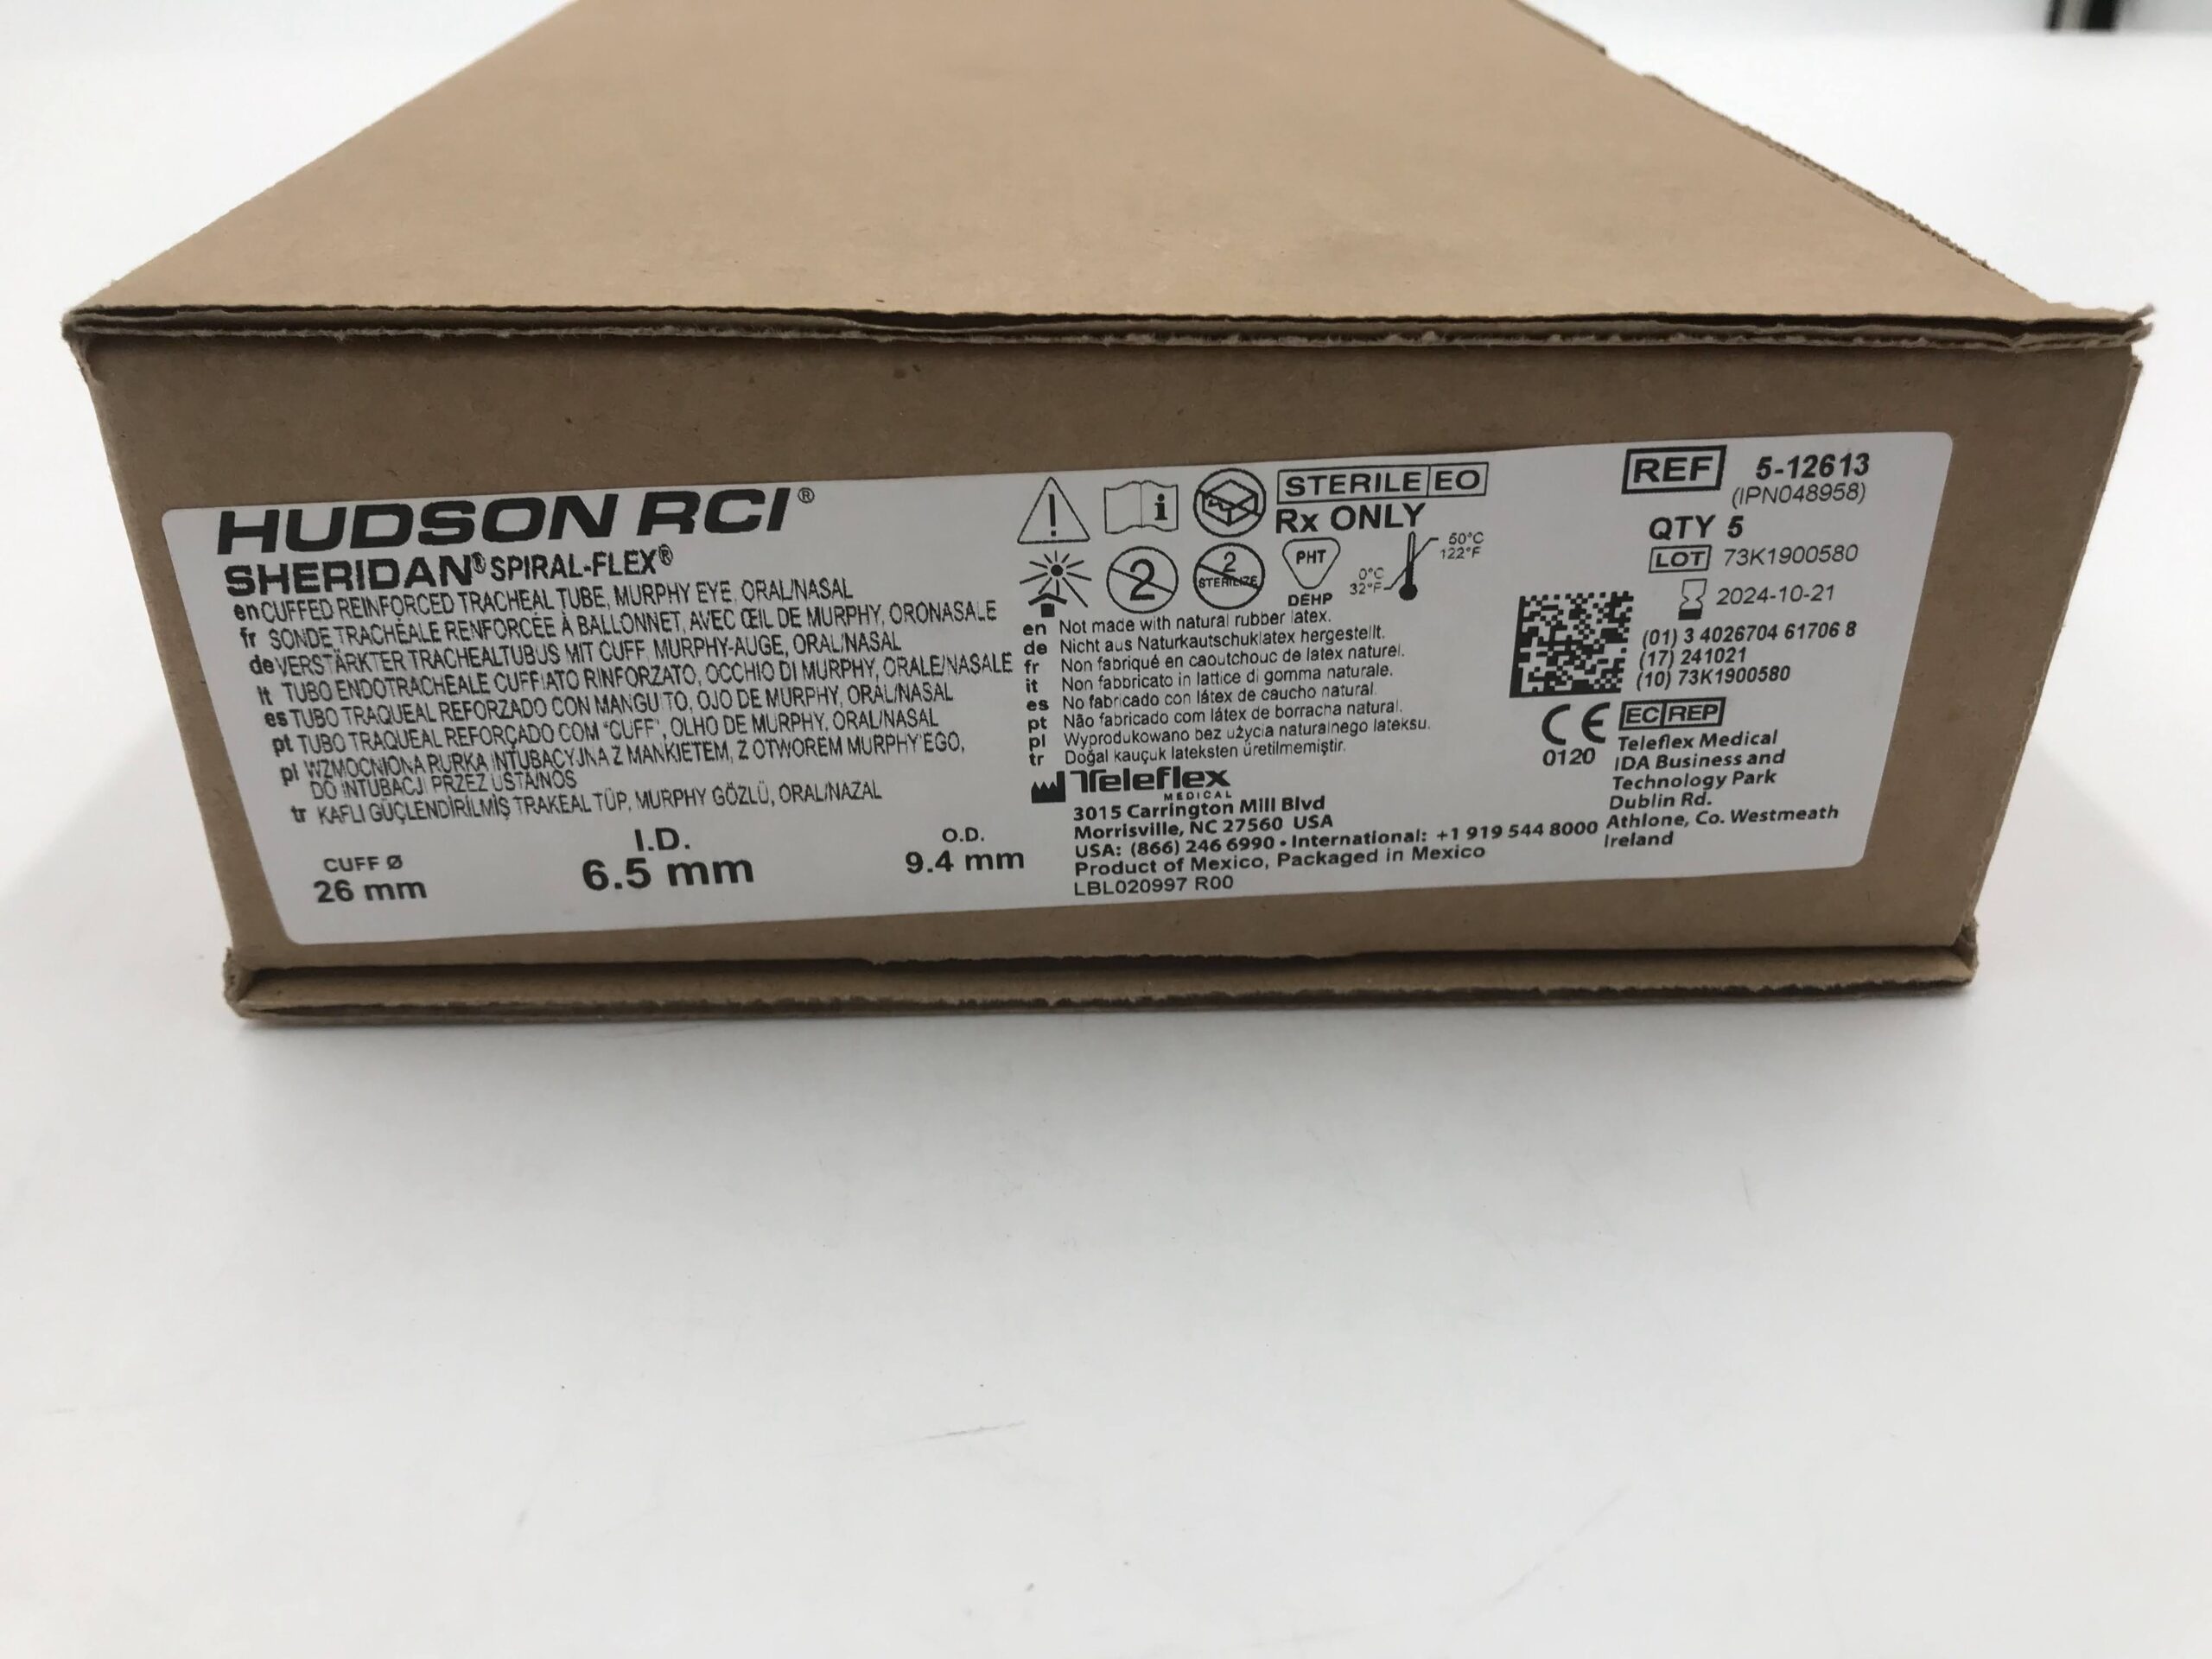 HUDSON RCI®
SHERIDAN® SPIRAL-FLEX®
en CUFFED REINFORCED TRACHEAL TUBE, MURPHY EYE, ORAL/NASAL
fr SONDE TRACHÉALE RENFORCÉE À BALLONNET, AVEC ŒIL DE MURPHY, ORONASALE
de VERSTÄRKTER TRACHEALTUBUS MIT CUFF, MURPHY-AUGE, ORAL/NASAL
it TUBO ENDOTRACHEALE CUFFIATO RINFORZATO, OCCHIO DI MURPHY, ORALE/NASALE
es TUBO TRAQUEAL REFORZADO CON MANGUITO, OJO DE MURPHY, ORAL/NASAL
pt TUBO TRAQUEAL REFORÇADO COM "CUFF", OLHO DE MURPHY, ORAL/NASAL
pl WZMOCNIONA RURKA INTUBACYJNA Z MANKIETEM, Z OTWOREM MURPHY'EGO,
DO INTUBACJI PRZEZ USTA/NOS
tr KAFLI GÜÇLENDİRİLMİŞ TRAKEAL TÜP, MURPHY GÖZLÜ, ORAL/NAZAL
CUFF Ø
26 mm
I.D.
6.5 mm
O.D.
9.4 mm
STERILE EO
Rx ONLY
2
2
STERILIZE
PHT
DEHP
0°C
32°F
50°C
122°F
en Not made with natural rubber latex.
de Nicht aus Naturkautschuklatex hergestellt.
fr Non fabriqué en caoutchouc de latex naturel.
it Non fabbricato in lattice di gomma naturale.
es No fabricado con látex de caucho natural.
pt Não fabricado com látex de borracha natural.
pl Wyprodukowano bez użycia naturalnego lateksu.
tr Doğal kauçuk lateksten üretilmemiştir.
Teleflex
MEDICAL
3015 Carrington Mill Blvd
Morrisville, NC 27560 USA
USA: (866) 246 6990 • International: +1 919 544 8000
Product of Mexico, Packaged in Mexico
LBL020997 R00
REF 5-12613
(IPN048958)
QTY 5
LOT 73K1900580
2024-10-21
(01) 3 4026704 61706 8
(17) 241021
(10) 73K1900580
CE
0120
EC REP
Teleflex Medical
IDA Business and
Technology Park
Dublin Rd.
Athlone, Co. Westmeath
Ireland